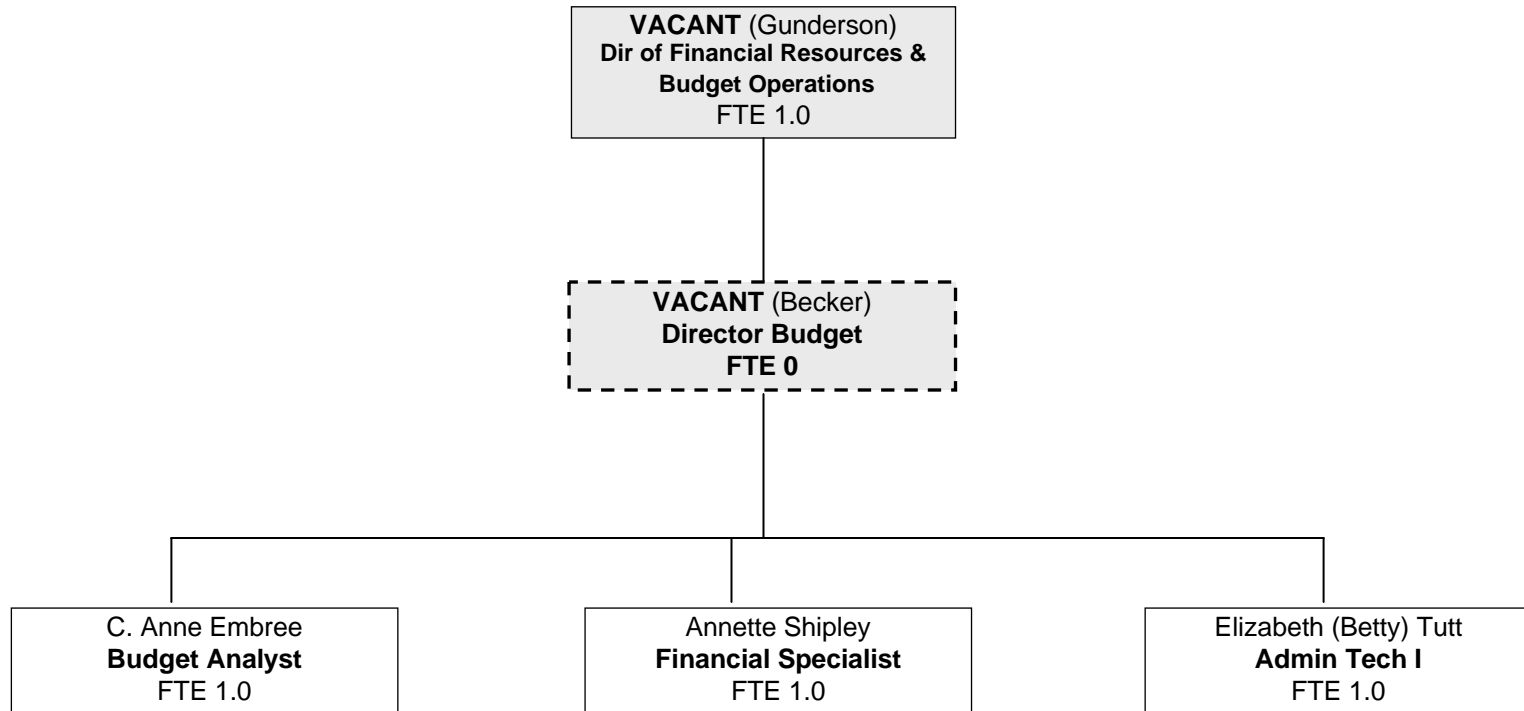 VACANT (Gunderson)
Dir of Financial Resources &
Budget Operations
FTE 1.0
VACANT (Becker)
Director Budget
FTE 0
C. Anne Embree
Budget Analyst
FTE 1.0
Annette Shipley
Financial Specialist
FTE 1.0
Elizabeth (Betty) Tutt
Admin Tech I
FTE 1.0